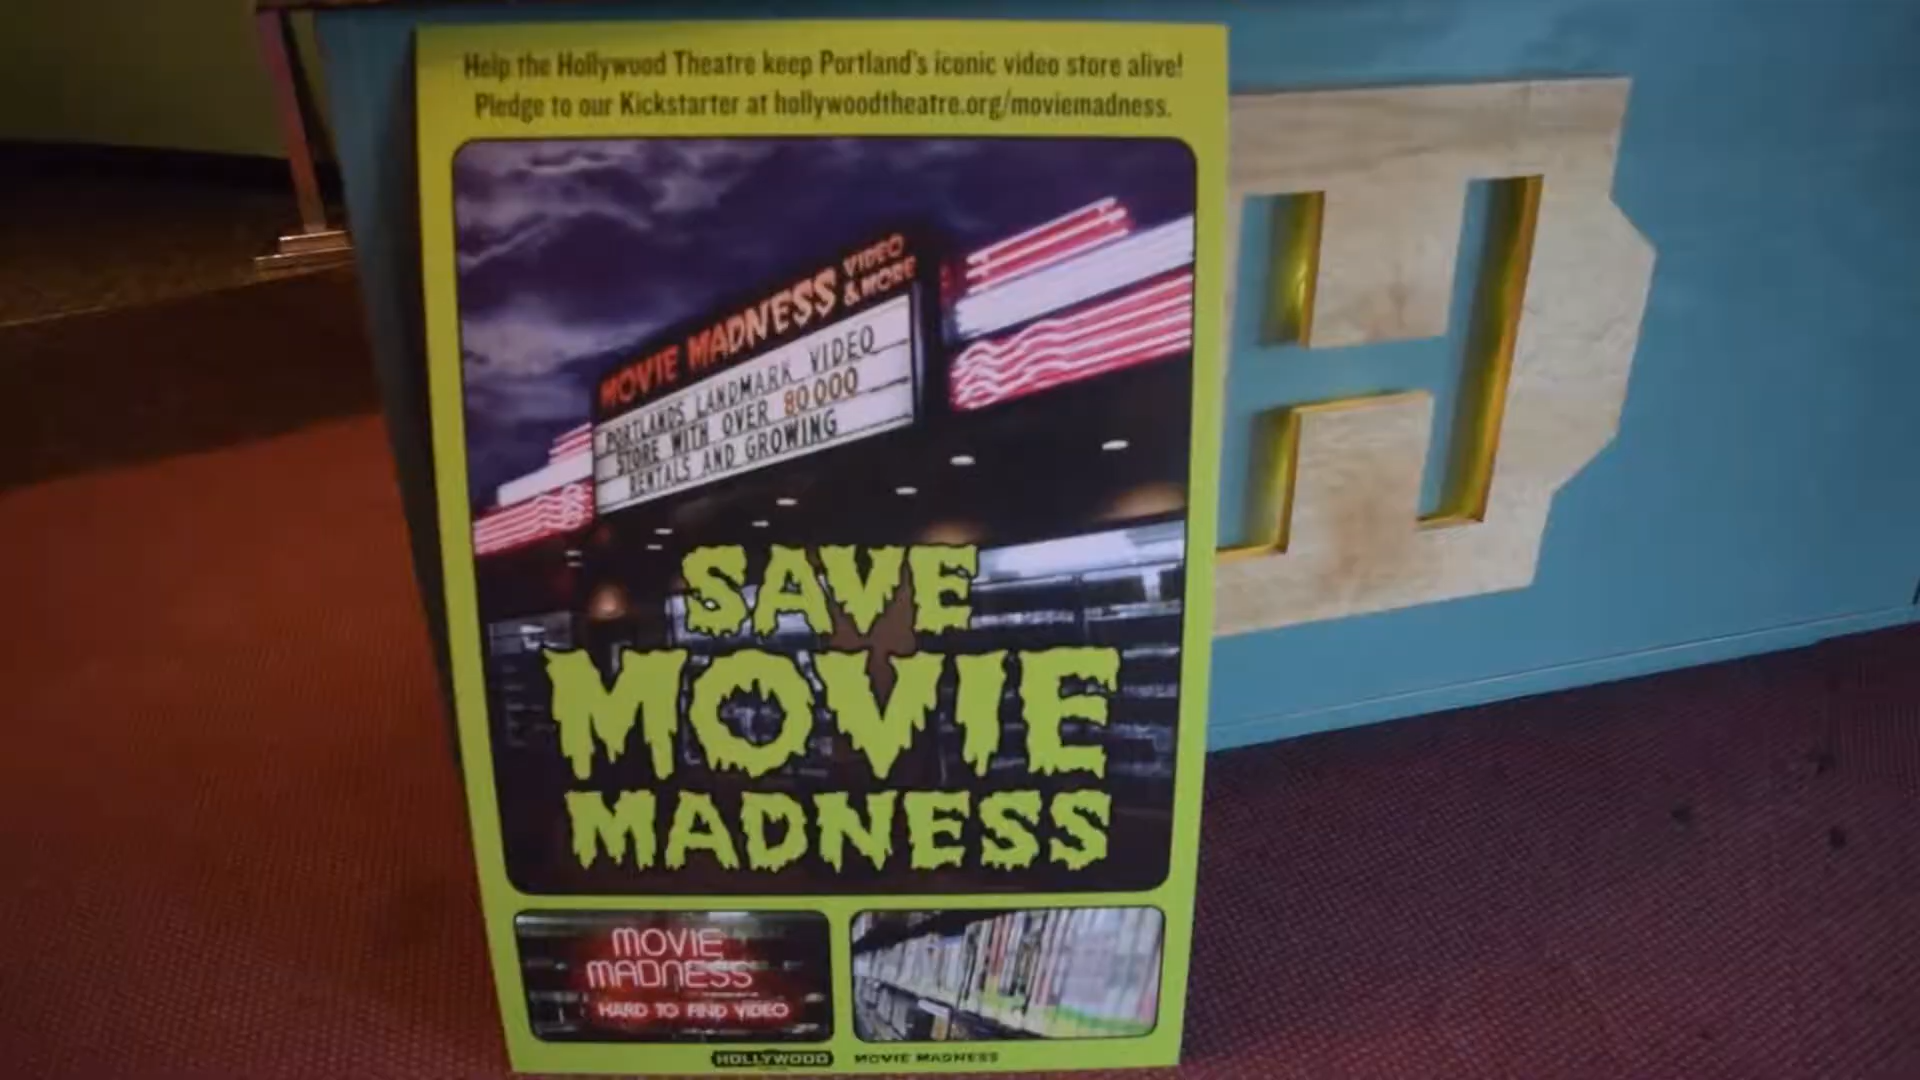 Help the Hollywood Theatre keep Portland's iconic video store alive!
Pledge to our Kickstarter at hollywoodtheatre.org/moviemadness.
MOVIE MADNESS VIDEO & MORE
PORTLANDS LANDMARK VIDEO
STORE WITH OVER 80000
RENTALS AND GROWING
SAVE
MOVIE
MADNESS
MOVIE
MADNESS
HARD TO FIND VIDEO
HOLLYWOOD MOVIE MADNESS
H